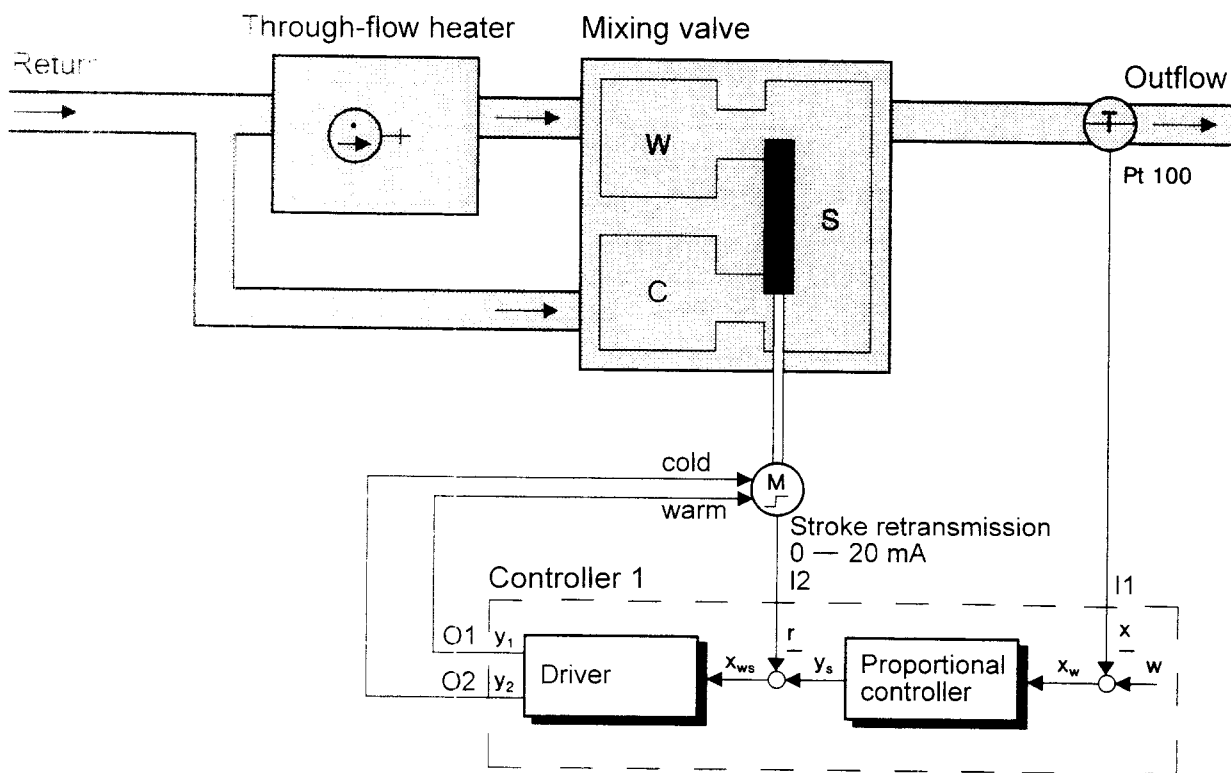 Through-flow heater
Mixing valve
Return
Outflow
T
W
Pt 100
S
C
cold
M
warm
Stroke retransmission
0 — 20 mA
Controller 1
I2
I1
O1 y1
r
x
Driver
xws
ys
Proportional
controller
xw
w
O2 y2